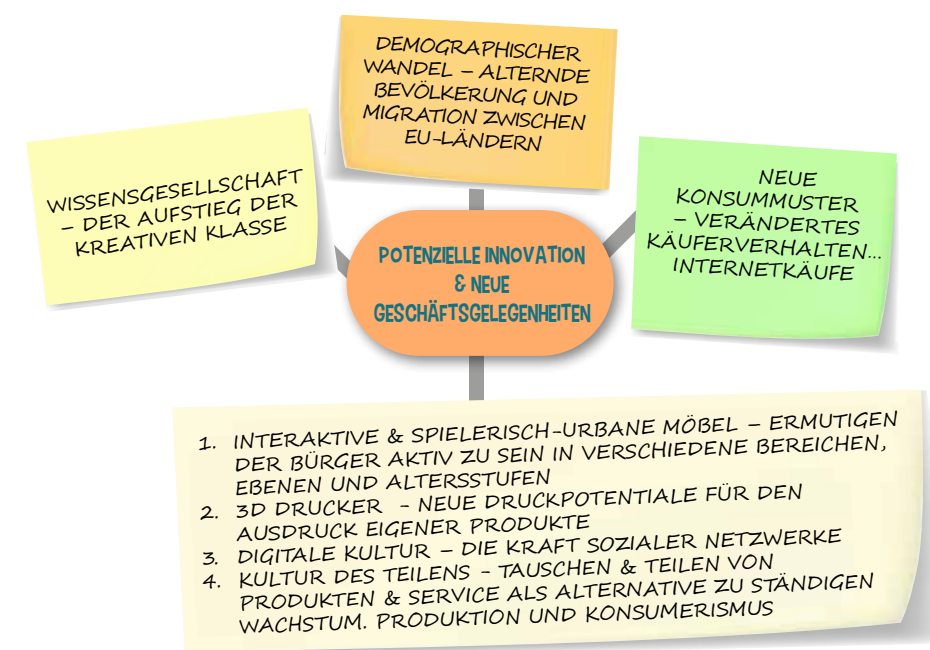 DEMOGRAPHISCHER
WANDEL – ALTERNDE
BEVÖLKERUNG UND
MIGRATION ZWISCHEN
EU-LÄNDERN
WISSENSGESELLSCHAFT
– DER AUFSTIEG DER
KREATIVEN KLASSE
NEUE
KONSUMMUSTER
– VERÄNDERTES
KÄUFERVERHALTEN...
INTERNETKÄUFE
POTENZIELLE INNOVATION
& NEUE
GESCHÄFTSGELEGENHEITEN
1. INTERAKTIVE & SPIELERISCH-URBANE MÖBEL – ERMUTIGEN
DER BÜRGER AKTIV ZU SEIN IN VERSCHIEDENE BEREICHEN,
EBENEN UND ALTERSSTUFEN
2. 3D DRUCKER - NEUE DRUCKPOTENTIALE FÜR DEN
AUSDRUCK EIGENER PRODUKTE
3. DIGITALE KULTUR – DIE KRAFT SOZIALER NETZWERKE
4. KULTUR DES TEILENS - TAUSCHEN & TEILEN VON
PRODUKTEN & SERVICE ALS ALTERNATIVE ZU STÄNDIGEN
WACHSTUM. PRODUKTION UND KONSUMERISMUS